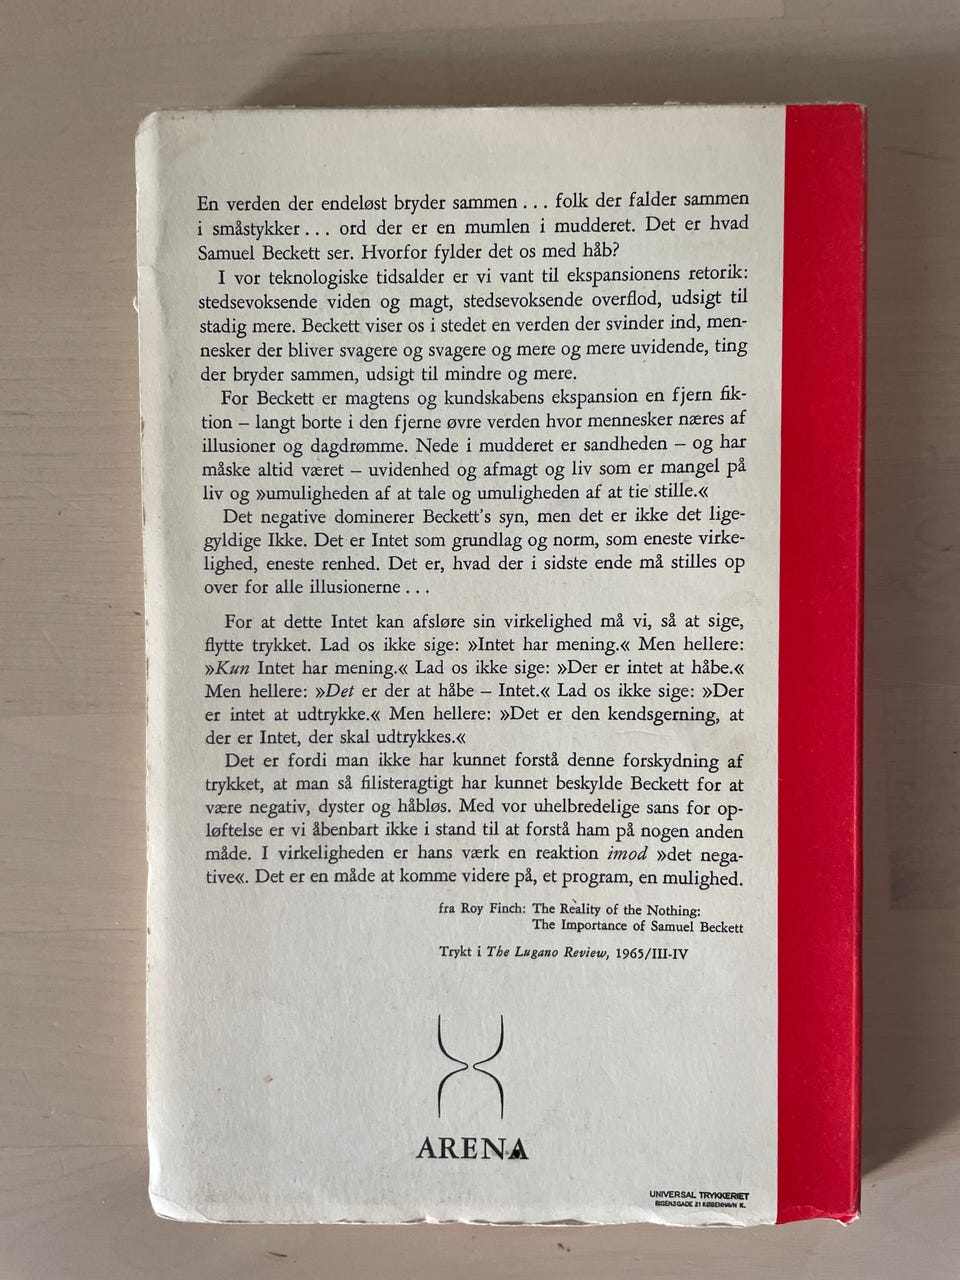 En verden der endeløst bryder sammen . . . folk der falder sammen
i småstykker . . . ord der er en mumlen i mudderet. Det er hvad
Samuel Beckett ser. Hvorfor fylder det os med håb?
I vor teknologiske tidsalder er vi vant til ekspansionens retorik:
stedsevoksende viden og magt, stedsevoksende overflod, udsigt til
stadig mere. Beckett viser os i stedet en verden der svinder ind, men-
nesker der bliver svagere og svagere og mere og mere uvidende, ting
der bryder sammen, udsigt til mindre og mere.
For Beckett er magtens og kundskabens ekspansion en fjern fik-
tion – langt borte i den fjerne øvre verden hvor mennesker næres af
illusioner og dagdrømme. Nede i mudderet er sandheden – og har
måske altid været – uvidenhed og afmagt og liv som er mangel på
liv og »umuligheden af at tale og umuligheden af at tie stille.«
Det negative dominerer Beckett's syn, men det er ikke det lige-
gyldige Ikke. Det er Intet som grundlag og norm, som eneste virke-
lighed, eneste renhed. Det er, hvad der i sidste ende må stilles op
over for alle illusionerne . . .
For at dette Intet kan afsløre sin virkelighed må vi, så at sige,
flytte trykket. Lad os ikke sige: »Intet har mening.« Men hellere:
»Kun Intet har mening.« Lad os ikke sige: »Der er intet at håbe.«
Men hellere: »Det er der at håbe – Intet.« Lad os ikke sige: »Der
er intet at udtrykke.« Men hellere: »Det er den kendsgerning, at
der er Intet, der skal udtrykkes.«
Det er fordi man ikke har kunnet forstå denne forskydning af
trykket, at man så filisteragtigt har kunnet beskylde Beckett for at
være negativ, dyster og håbløs. Med vor uhelbredelige sans for op-
løftelse er vi åbenbart ikke i stand til at forstå ham på nogen anden
måde. I virkeligheden er hans værk en reaktion imod »det nega-
tive«. Det er en måde at komme videre på, et program, en mulighed.
fra Roy Finch: The Reality of the Nothing:
The Importance of Samuel Beckett
Trykt i The Lugano Review, 1965/III-IV
ARENA
UNIVERSAL TRYKKERIET
RIGENSGADE 21 KØBENHAVN K.